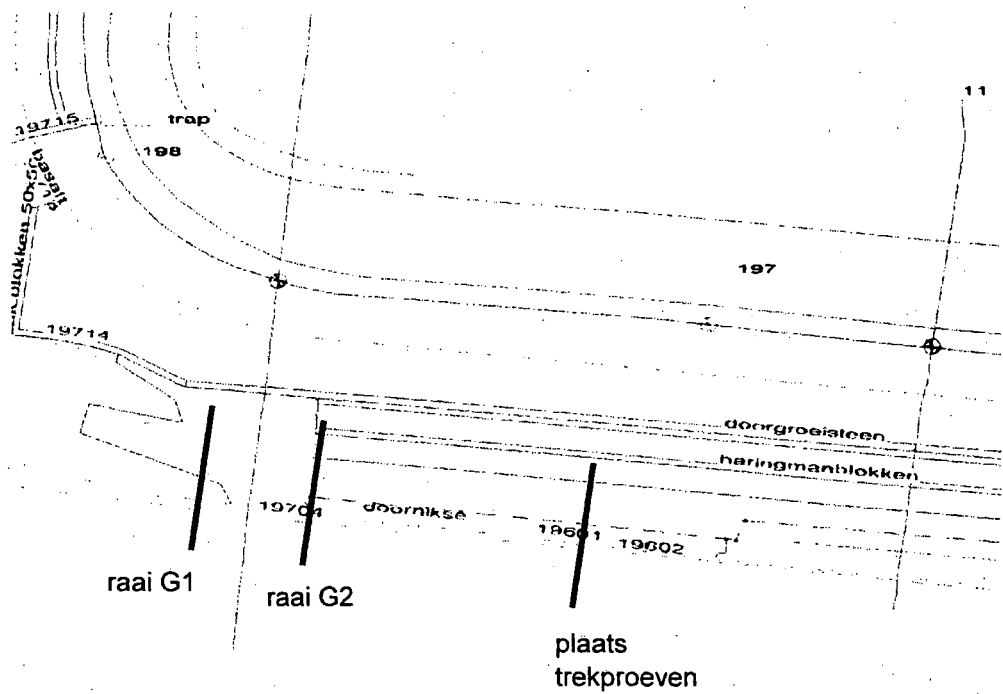 11
19715
trap
198
basalt
blokken 50x50
197
19714
doorgroeisteen
haringmanblokken
19704
doornikse
19601
19602
raai G1
raai G2
plaats
trekproeven